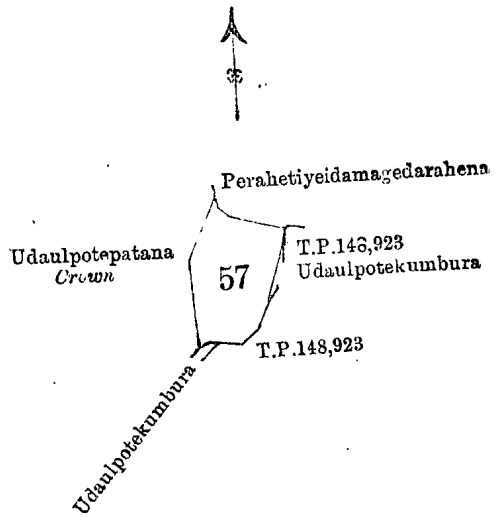 Perahetiyeidamagedarahena
Udaulpotepatana
Crown
57
T.P.148,923
Udaulpotekumbura
T.P.148,923
Udaulpotekumbura